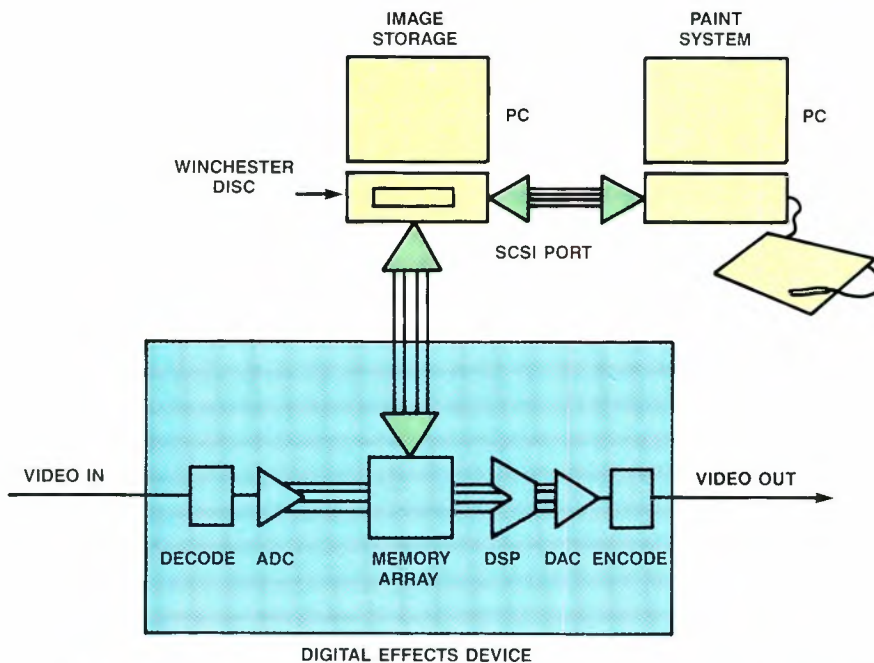 IMAGE
STORAGE
PAINT
SYSTEM
PC
PC
WINCHESTER
DISC
SCSI PORT
VIDEO IN
VIDEO OUT
DECODE
ADC
MEMORY
ARRAY
DSP
DAC
ENCODE
DIGITAL EFFECTS DEVICE